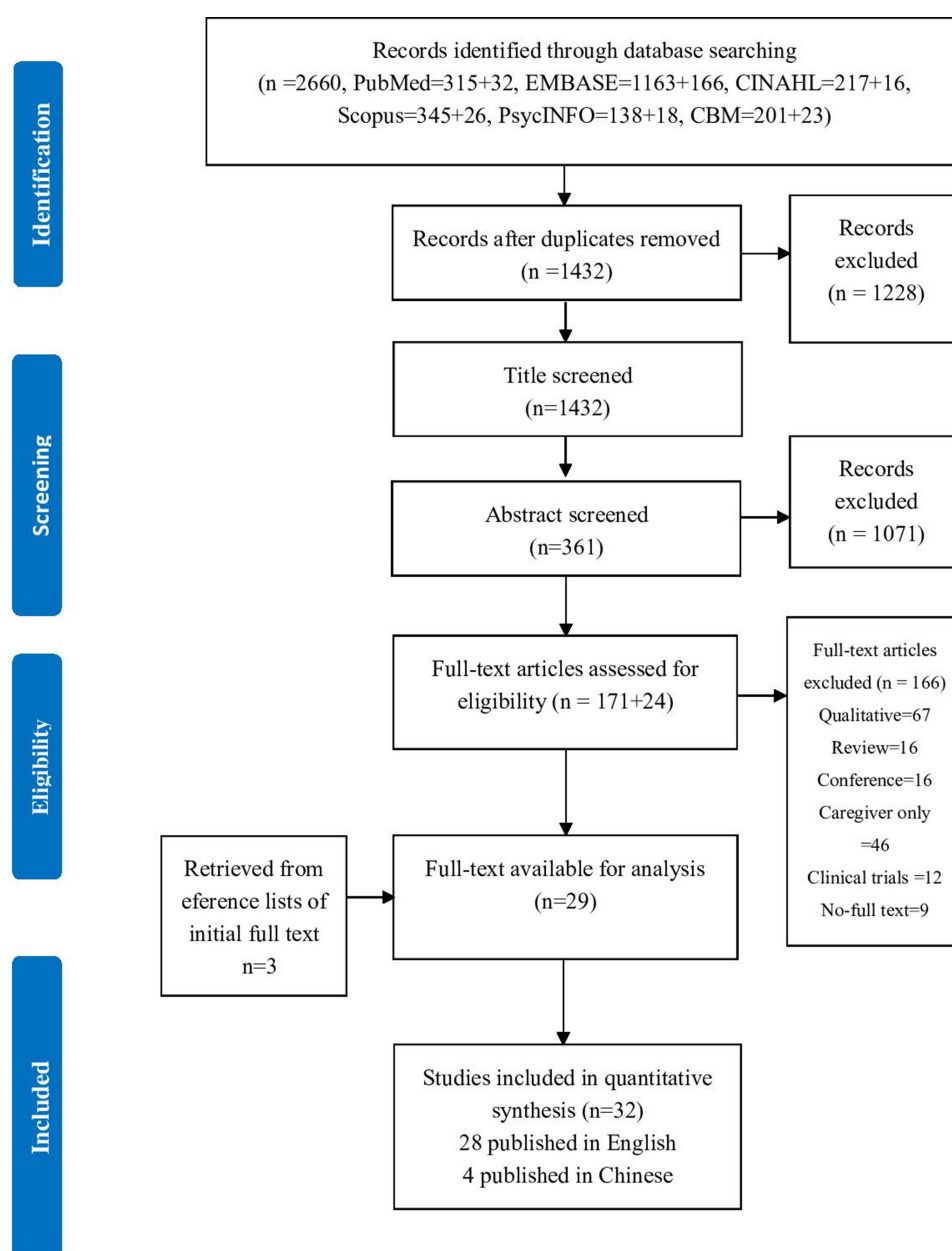 Records identified through database searching
(n =2660, PubMed=315+32, EMBASE=1163+166, CINAHL=217+16,
Scopus=345+26, PsycINFO=138+18, CBM=201+23)
Identification
Records after duplicates removed
(n =1432)
Records
excluded
(n = 1228)
Title screened
(n=1432)
Screening
Abstract screened
(n=361)
Records
excluded
(n = 1071)
Eligibility
Full-text articles assessed for
eligibility (n = 171+24)
Full-text articles
excluded (n = 166)
Qualitative=67
Review=16
Conference=16
Caregiver only
=46
Clinical trials =12
No-full text=9
Retrieved from
eference lists of
initial full text
n=3
Full-text available for analysis
(n=29)
Included
Studies included in quantitative
synthesis (n=32)
28 published in English
4 published in Chinese